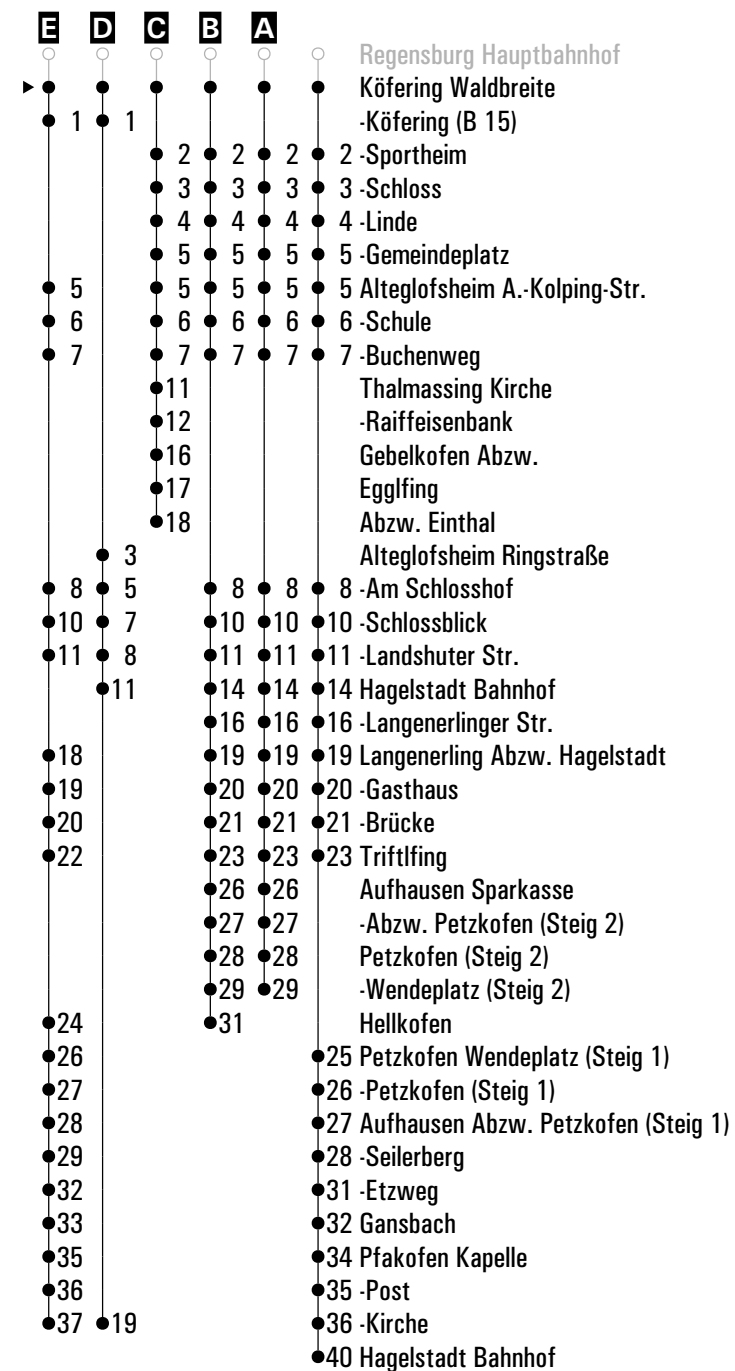 E D C B A
Regensburg Hauptbahnhof
Köfering Waldbreite
1 1 -Köfering (B 15)
2 2 2 2 -Sportheim
3 3 3 3 -Schloss
4 4 4 4 -Linde
5 5 5 5 -Gemeindeplatz
5 5 5 5 5 Alteglofsheim A.-Kolping-Str.
6 6 6 6 6 -Schule
7 7 7 7 7 -Buchenweg
11 Thalmassing Kirche
12 -Raiffeisenbank
16 Gebelkofen Abzw.
17 Egglfing
18 Abzw. Einthal
3 Alteglofsheim Ringstraße
8 5 8 8 8 -Am Schlosshof
10 7 10 10 10 -Schlossblick
11 8 11 11 11 -Landshuter Str.
11 14 14 14 Hagelstadt Bahnhof
16 16 16 -Langenerlinger Str.
18 19 19 19 Langenerling Abzw. Hagelstadt
19 20 20 20 -Gasthaus
20 21 21 21 -Brücke
22 23 23 23 Triftlfing
26 26 Aufhausen Sparkasse
27 27 -Abzw. Petzkofen (Steig 2)
28 28 Petzkofen (Steig 2)
29 29 -Wendeplatz (Steig 2)
24 31 Hellkofen
26 25 Petzkofen Wendeplatz (Steig 1)
27 26 -Petzkofen (Steig 1)
28 27 Aufhausen Abzw. Petzkofen (Steig 1)
29 28 -Seilerberg
32 31 -Etzweg
33 32 Gansbach
35 34 Pfakofen Kapelle
36 35 -Post
37 19 36 -Kirche
40 Hagelstadt Bahnhof